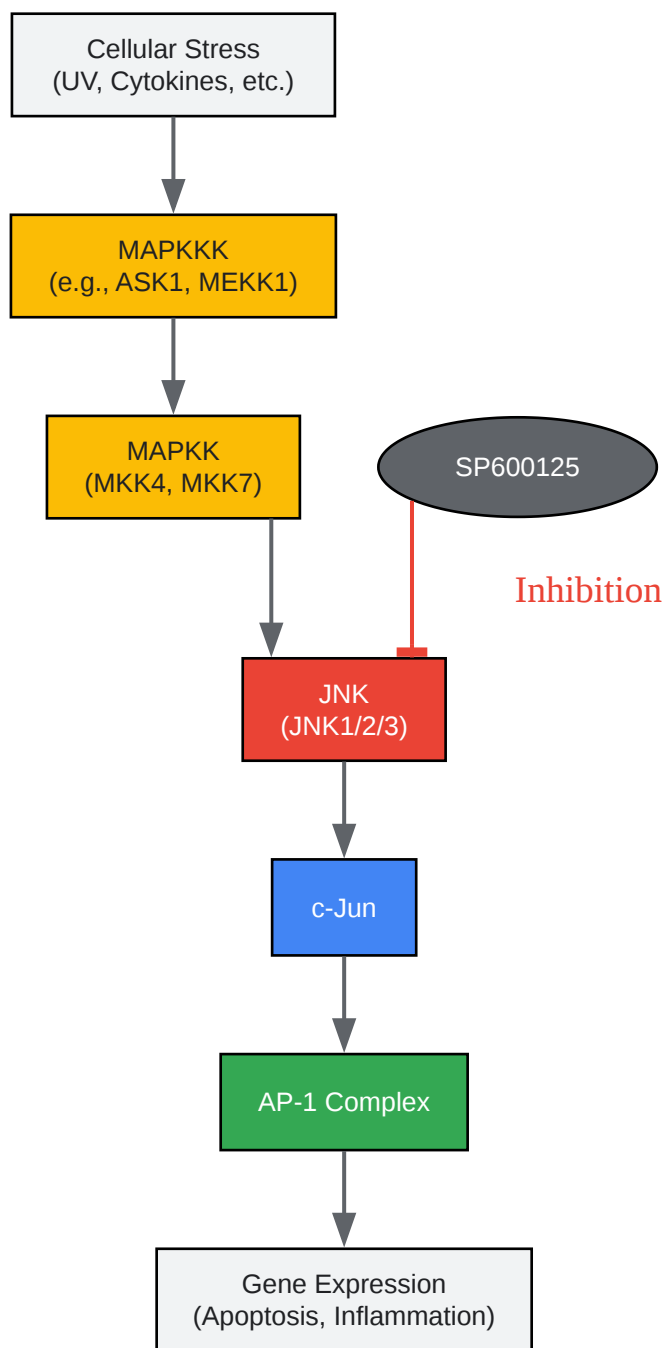 Cellular Stress
(UV, Cytokines, etc.)
MAPKKK
(e.g., ASK1, MEKK1)
MAPKK
(MKK4, MKK7)
SP600125
Inhibition
JNK
(JNK1/2/3)
c-Jun
AP-1 Complex
Gene Expression
(Apoptosis, Inflammation)